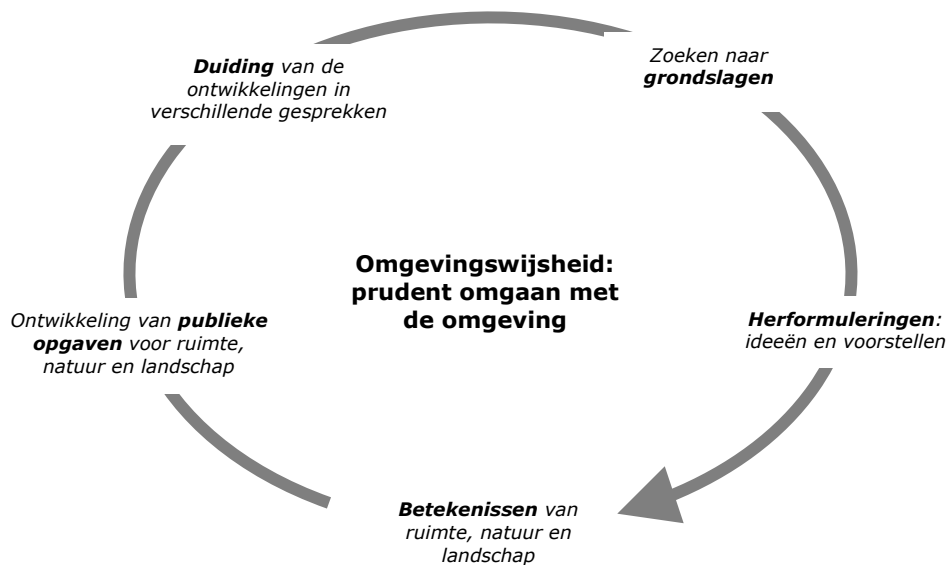 Duiding van de
ontwikkelingen in
verschillende gesprekken
Zoeken naar
grondslagen
Omgevingswijsheid:
prudent omgaan met
de omgeving
Ontwikkeling van publieke
opgaven voor ruimte,
natuur en landschap
Herformuleringen:
ideeën en voorstellen
Betekenissen van
ruimte, natuur en
landschap